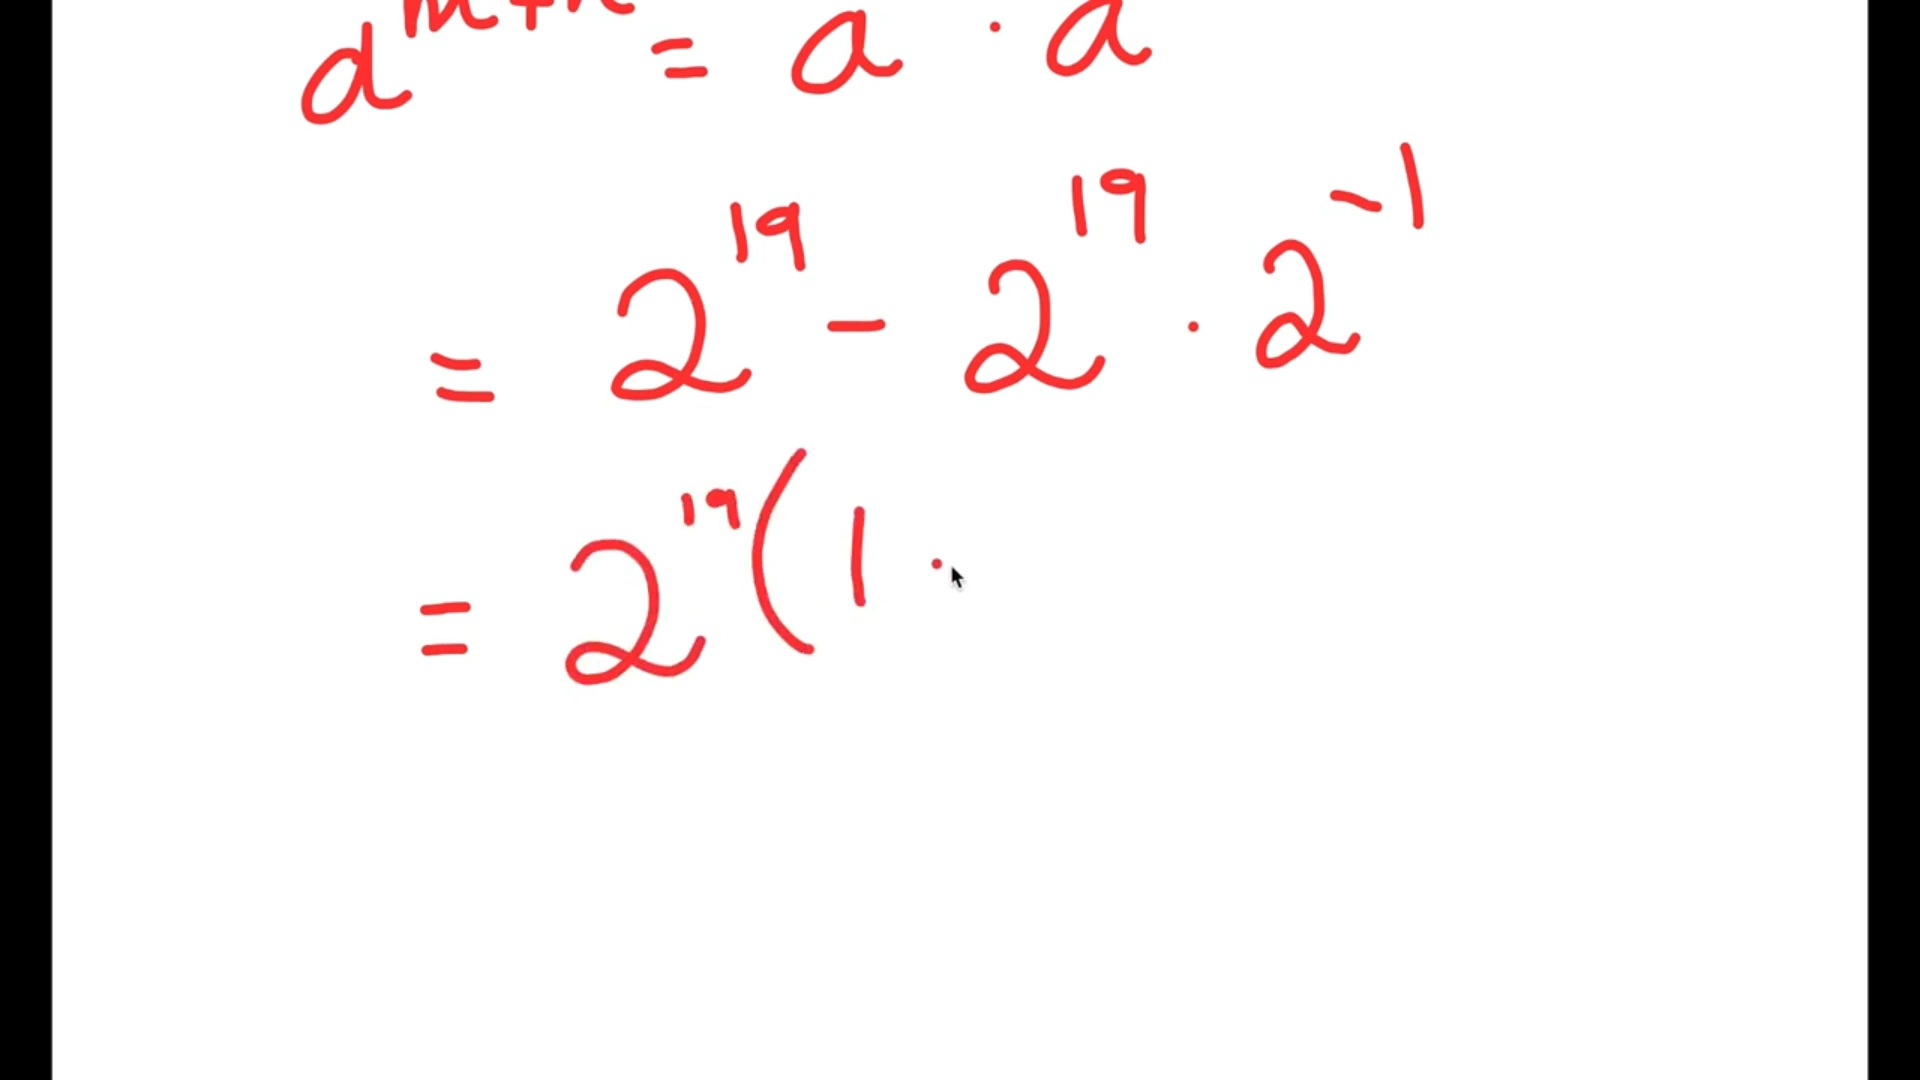 a^{m+n} = a · a
= 2^{19} - 2^{19} · 2^{-1}
= 2^{19}(1 ·